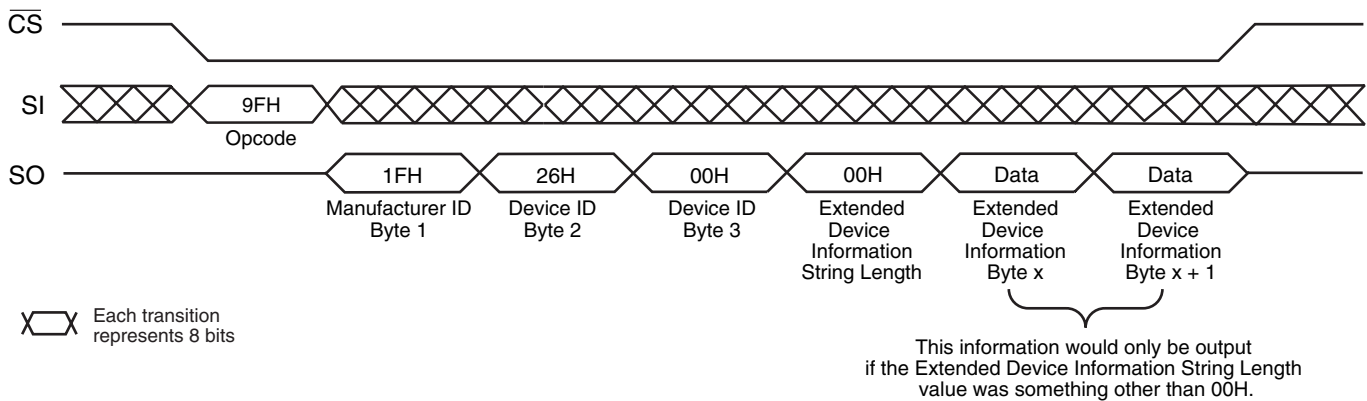 CS
SI
9FH
Opcode
SO
1FH
26H
00H
00H
Data
Data
Manufacturer ID
Byte 1
Device ID
Byte 2
Device ID
Byte 3
Extended
Device
Information
String Length
Extended
Device
Information
Byte x
Extended
Device
Information
Byte x + 1
Each transition
represents 8 bits
This information would only be output
if the Extended Device Information String Length
value was something other than 00H.